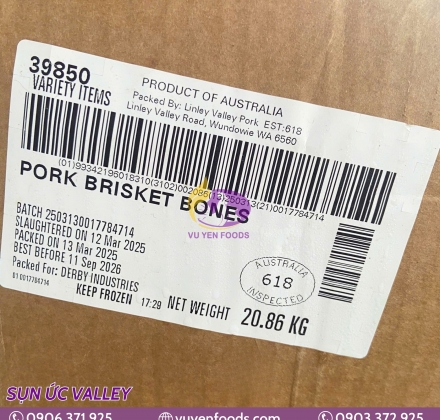 39850
VARIETY ITEMS
PRODUCT OF AUSTRALIA
Packed By: Linley Valley Pork EST:618
Linley Valley Road, Wundowie WA 6560
PORK BRISKET BONES
VU YEN FOODS
BATCH 2503130017784714
SLAUGHTERED ON 12 Mar 2025
PACKED ON 13 Mar 2025
BEST BEFORE 11 Sep 2026
Packed For: DERBY INDUSTRIES
KEEP FROZEN
17:29
NET WEIGHT 20.86 KG
AUSTRALIA
618
INSPECTED
SỤN ÚC VALLEY
0906.371.925
vuyenfoods.com
0903.372.925